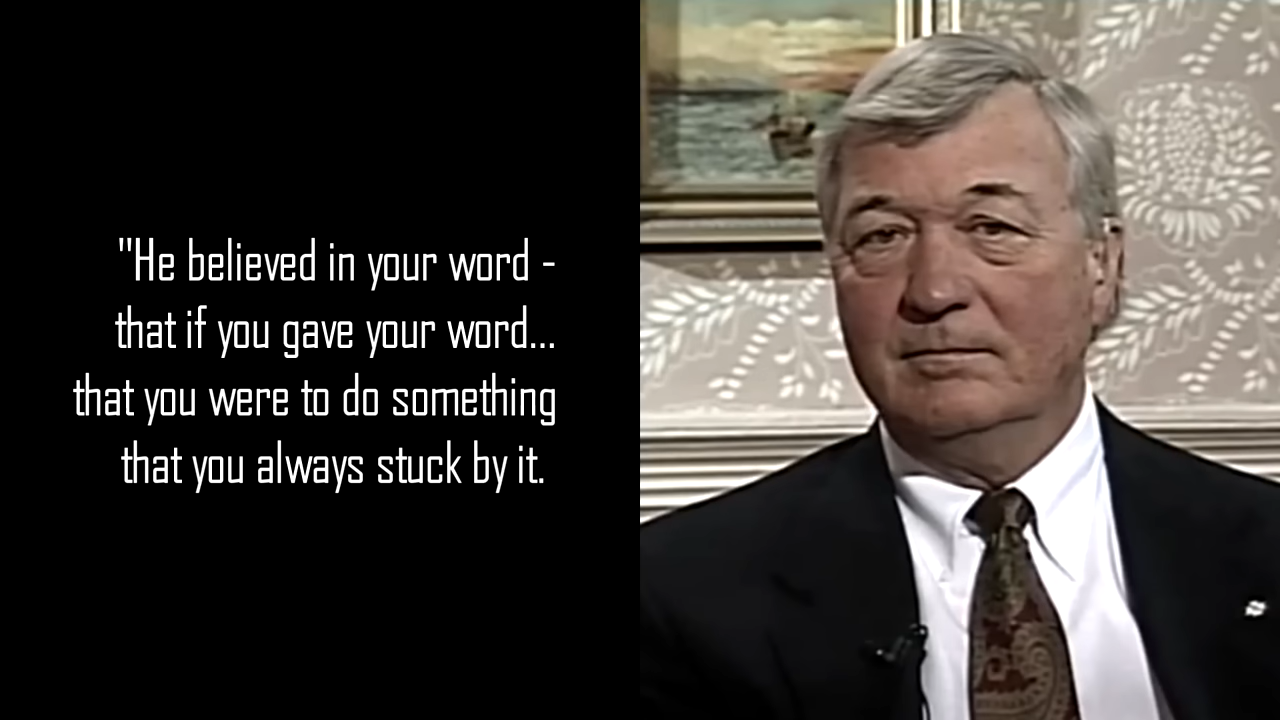 "He believed in your word -
that if you gave your word...
that you were to do something
that you always stuck by it.